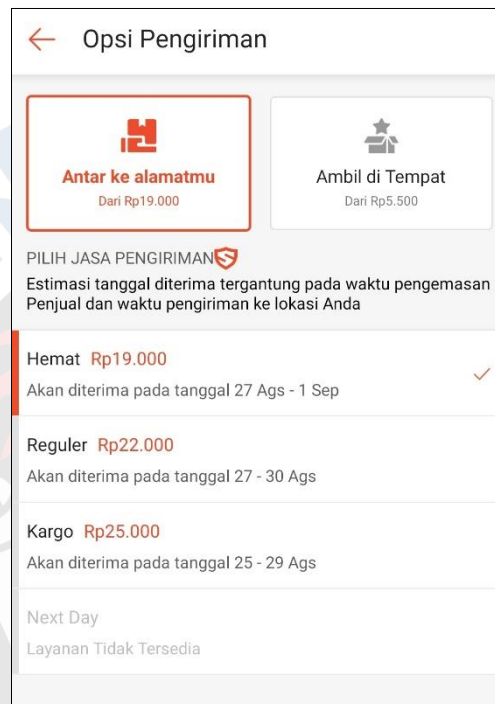 Opsi Pengiriman
Antar ke alamatmu
Dari Rp19.000
Ambil di Tempat
Dari Rp5.500
PILIH JASA PENGIRIMAN
Estimasi tanggal diterima tergantung pada waktu pengemasan
Penjual dan waktu pengiriman ke lokasi Anda
Hemat Rp19.000
Akan diterima pada tanggal 27 Ags - 1 Sep
Reguler Rp22.000
Akan diterima pada tanggal 27 - 30 Ags
Kargo Rp25.000
Akan diterima pada tanggal 25 - 29 Ags
Next Day
Layanan Tidak Tersedia